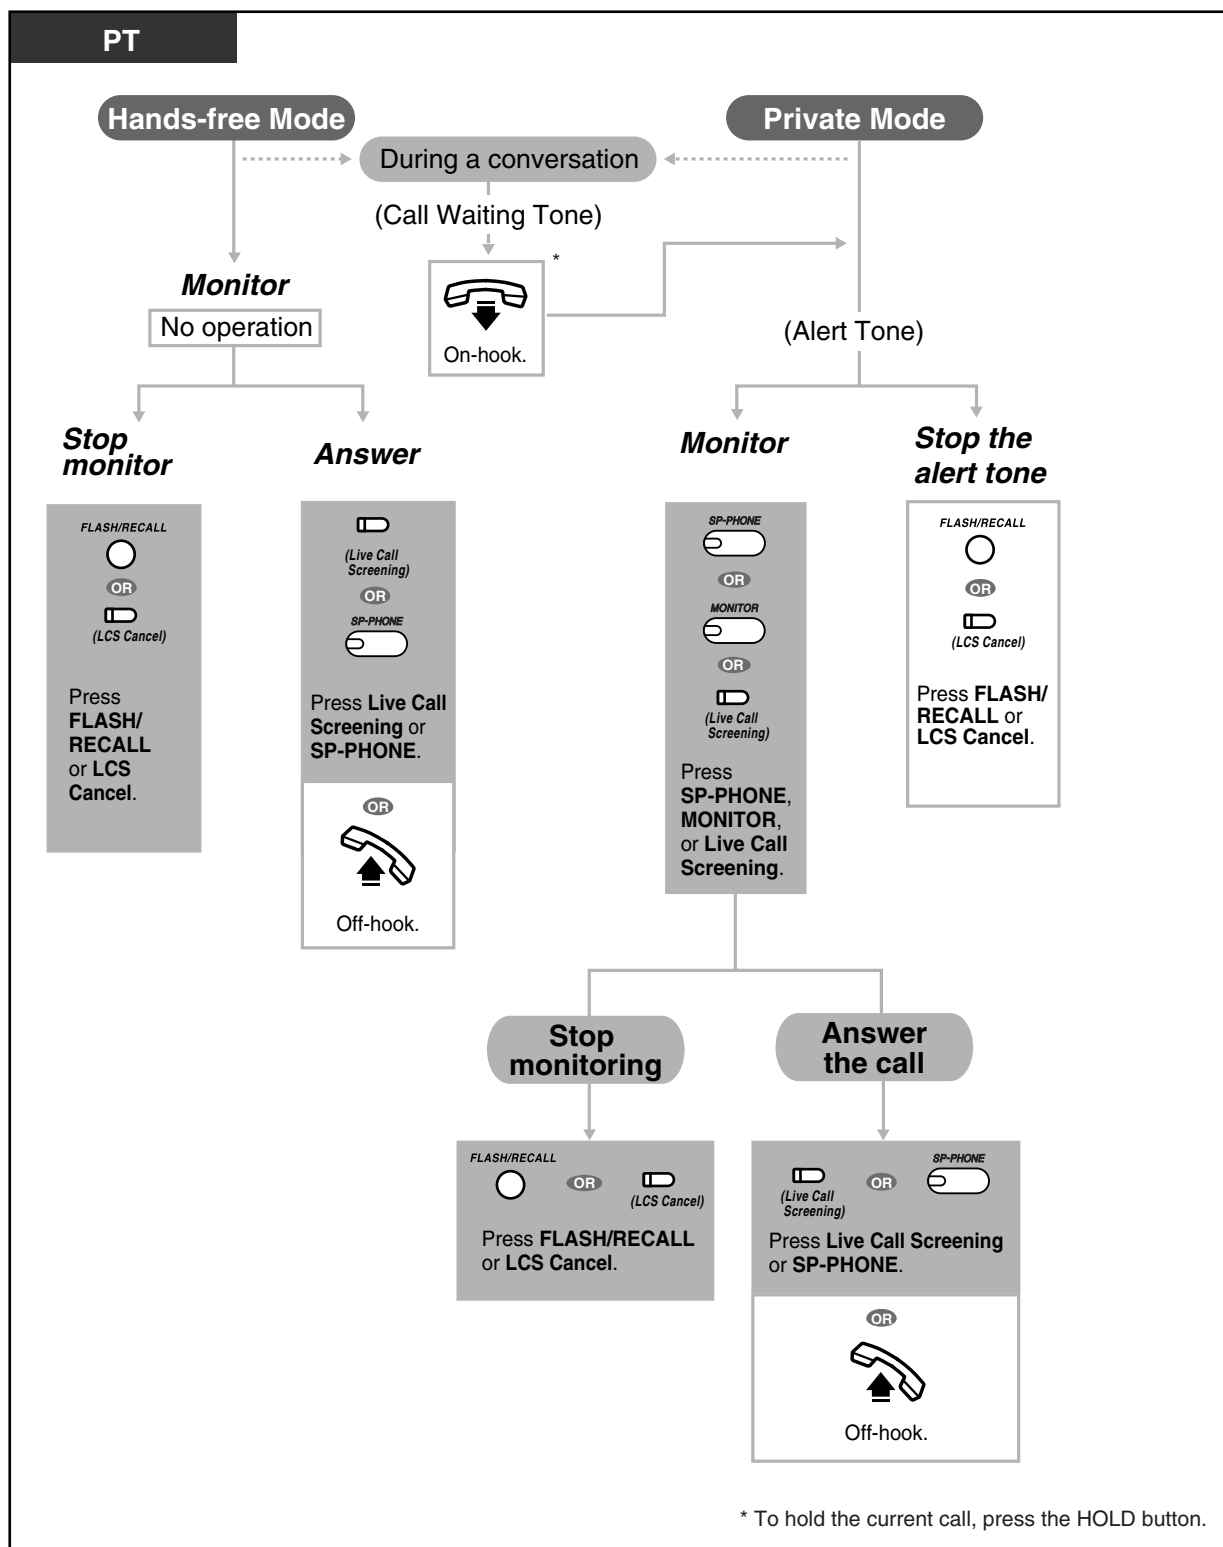 PT
Hands-free Mode
Private Mode
During a conversation
(Call Waiting Tone)
*
On-hook.
Monitor
No operation
(Alert Tone)
Stop
monitor
FLASH/RECALL
OR
(LCS Cancel)
Press
FLASH/
RECALL
or LCS
Cancel.
Answer
(Live Call
Screening)
OR
SP-PHONE
Press Live Call
Screening or
SP-PHONE.
OR
Off-hook.
Monitor
SP-PHONE
OR
MONITOR
OR
(Live Call
Screening)
Press
SP-PHONE,
MONITOR,
or Live Call
Screening.
Stop the
alert tone
FLASH/RECALL
OR
(LCS Cancel)
Press FLASH/
RECALL or
LCS Cancel.
Stop
monitoring
FLASH/RECALL
OR
(LCS Cancel)
Press FLASH/RECALL
or LCS Cancel.
Answer
the call
(Live Call
Screening)
OR
SP-PHONE
Press Live Call Screening
or SP-PHONE.
OR
Off-hook.
* To hold the current call, press the HOLD button.